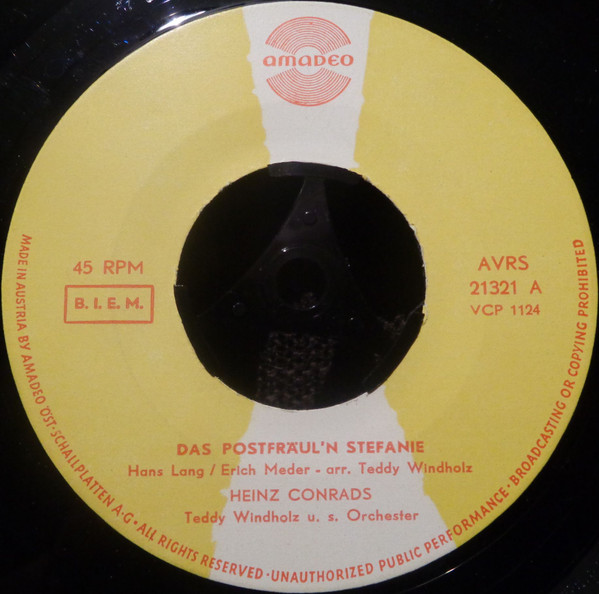 amadeo
45 RPM
B. I. E. M.
AVRS
21321 A
VCP 1124
DAS POSTFRÄUL'N STEFANIE
Hans Lang / Erich Meder - arr. Teddy Windholz
HEINZ CONRADS
Teddy Windholz u. s. Orchester
MADE IN AUSTRIA BY AMADEO ÖST. SCHALLPLATTEN A·G · ALL RIGHTS RESERVED · UNAUTHORIZED PUBLIC PERFORMANCE · BROADCASTING OR COPYING PROHIBITED